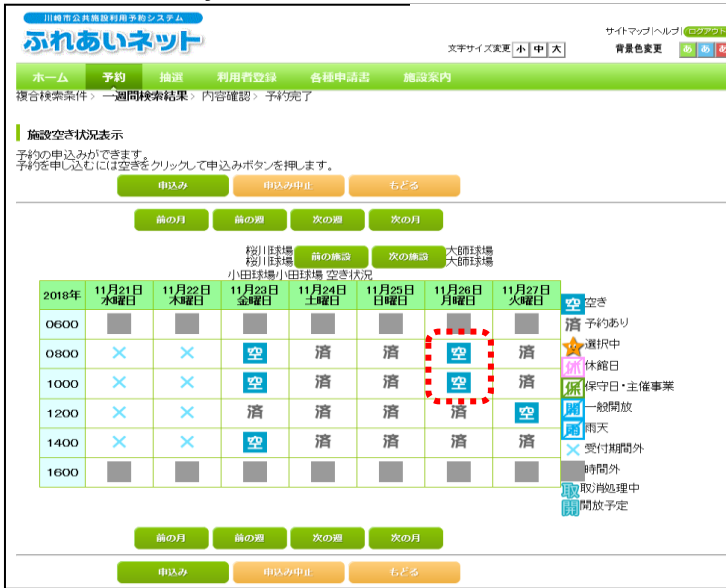 川崎市公共施設利用予約システム
ふれあいネット
サイトマップ|ヘルプ|ログアウト
文字サイズ変更 小 中 大 背景色変更 あ あ あ
ホーム 予約 抽選 利用者登録 各種申請書 施設案内
複合検索条件> 一週間検索結果> 内容確認> 予約完了
施設空き状況表示
予約の申込みができます。
予約を申し込むには空きをクリックして申込みボタンを押します。
申込み 申込み中止 もどる
前の月 前の週 次の週 次の月
桜川球場 前の施設 次の施設 大師球場
桜川球場 大師球場
小田球場小田球場 空き状況
2018年 11月21日 水曜日 11月22日 木曜日 11月23日 金曜日 11月24日 土曜日 11月25日 日曜日 11月26日 月曜日 11月27日 火曜日
0600
0800 × × 空 済 済 空 済
1000 × × 空 済 済 空 済
1200 × × 済 済 済 済 空
1400 × × 空 済 済 済 済
1600
空 空き
済 予約あり
選択中
休 休館日
保 保守日・主催事業
開 一般開放
雨 雨天
× 受付期間外
時間外
取 取消処理中
開 開放予定
前の月 前の週 次の週 次の月
申込み 申込み中止 もどる